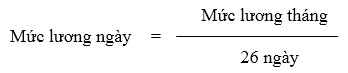 Mức lương ngày = Mức lương tháng
26 ngày